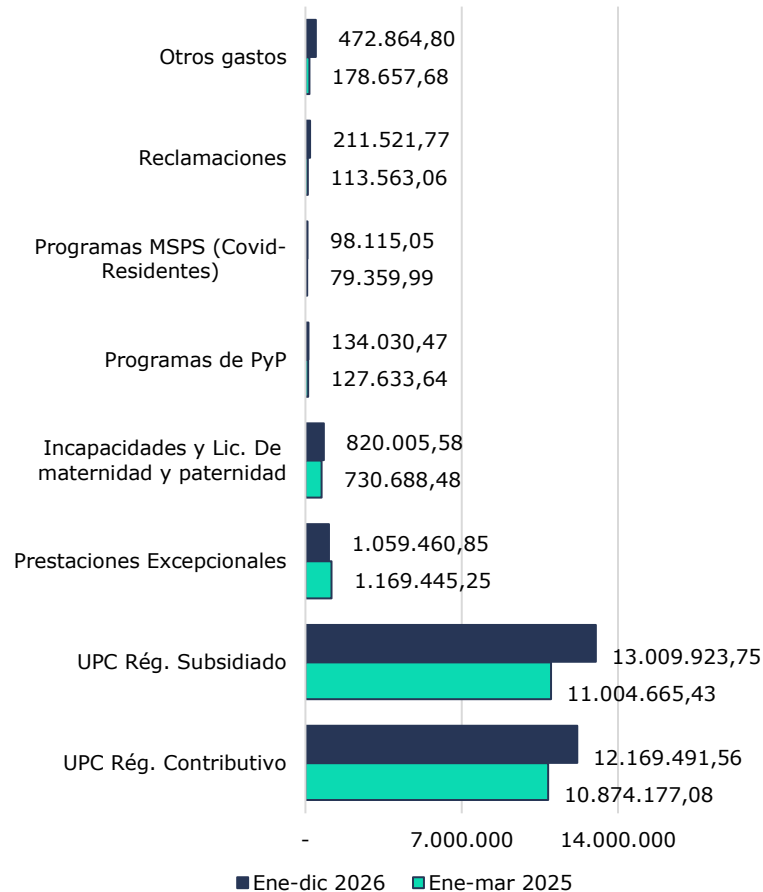 Otros gastos
472.864,80
178.657,68
Reclamaciones
211.521,77
113.563,06
Programas MSPS (Covid-
Residentes)
98.115,05
79.359,99
Programas de PyP
134.030,47
127.633,64
Incapacidades y Lic. De
maternidad y paternidad
820.005,58
730.688,48
Prestaciones Excepcionales
1.059.460,85
1.169.445,25
UPC Rég. Subsidiado
13.009.923,75
11.004.665,43
UPC Rég. Contributivo
12.169.491,56
10.874.177,08
- 7.000.000 14.000.000
Ene-dic 2026 Ene-mar 2025